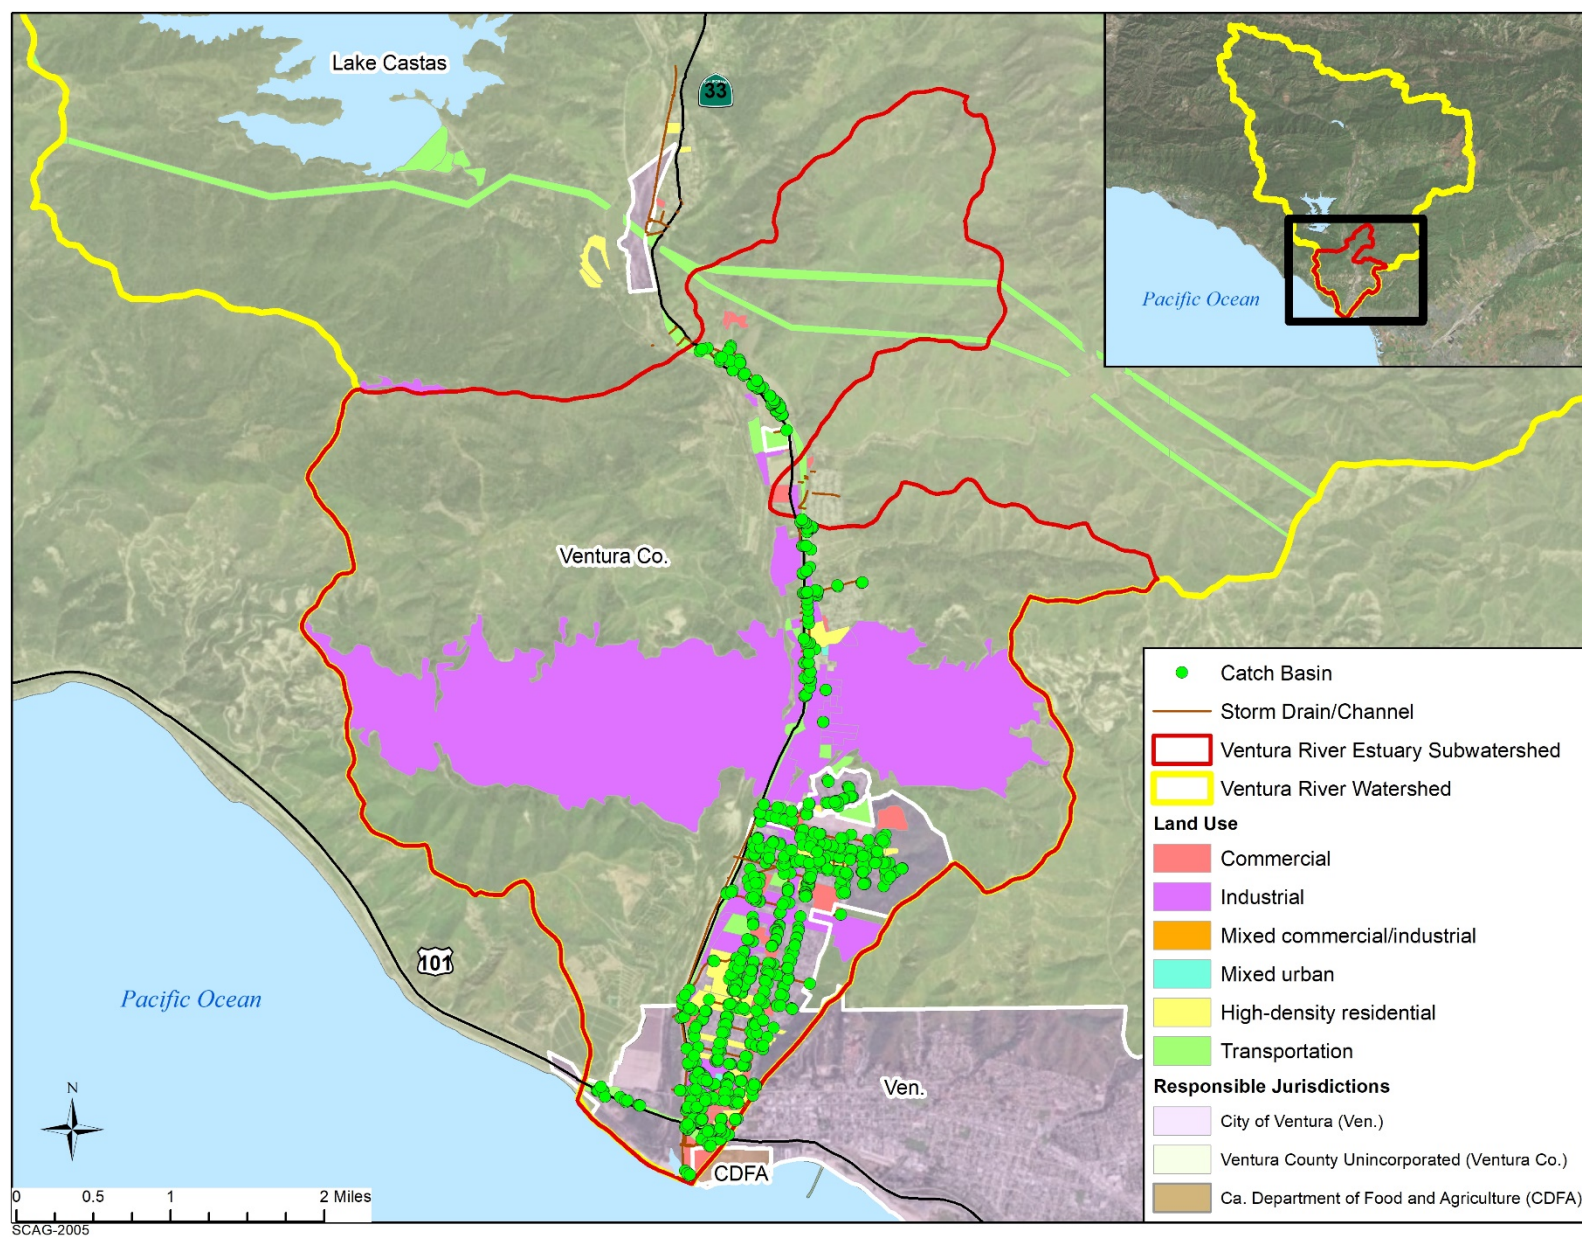 Lake Castas
33
Pacific Ocean
Ventura Co.
101
Pacific Ocean
Ven.
CDFA
N
0 0.5 1 2 Miles
SCAG-2005
Catch Basin
Storm Drain/Channel
Ventura River Estuary Subwatershed
Ventura River Watershed
Land Use
Commercial
Industrial
Mixed commercial/industrial
Mixed urban
High-density residential
Transportation
Responsible Jurisdictions
City of Ventura (Ven.)
Ventura County Unincorporated (Ventura Co.)
Ca. Department of Food and Agriculture (CDFA)